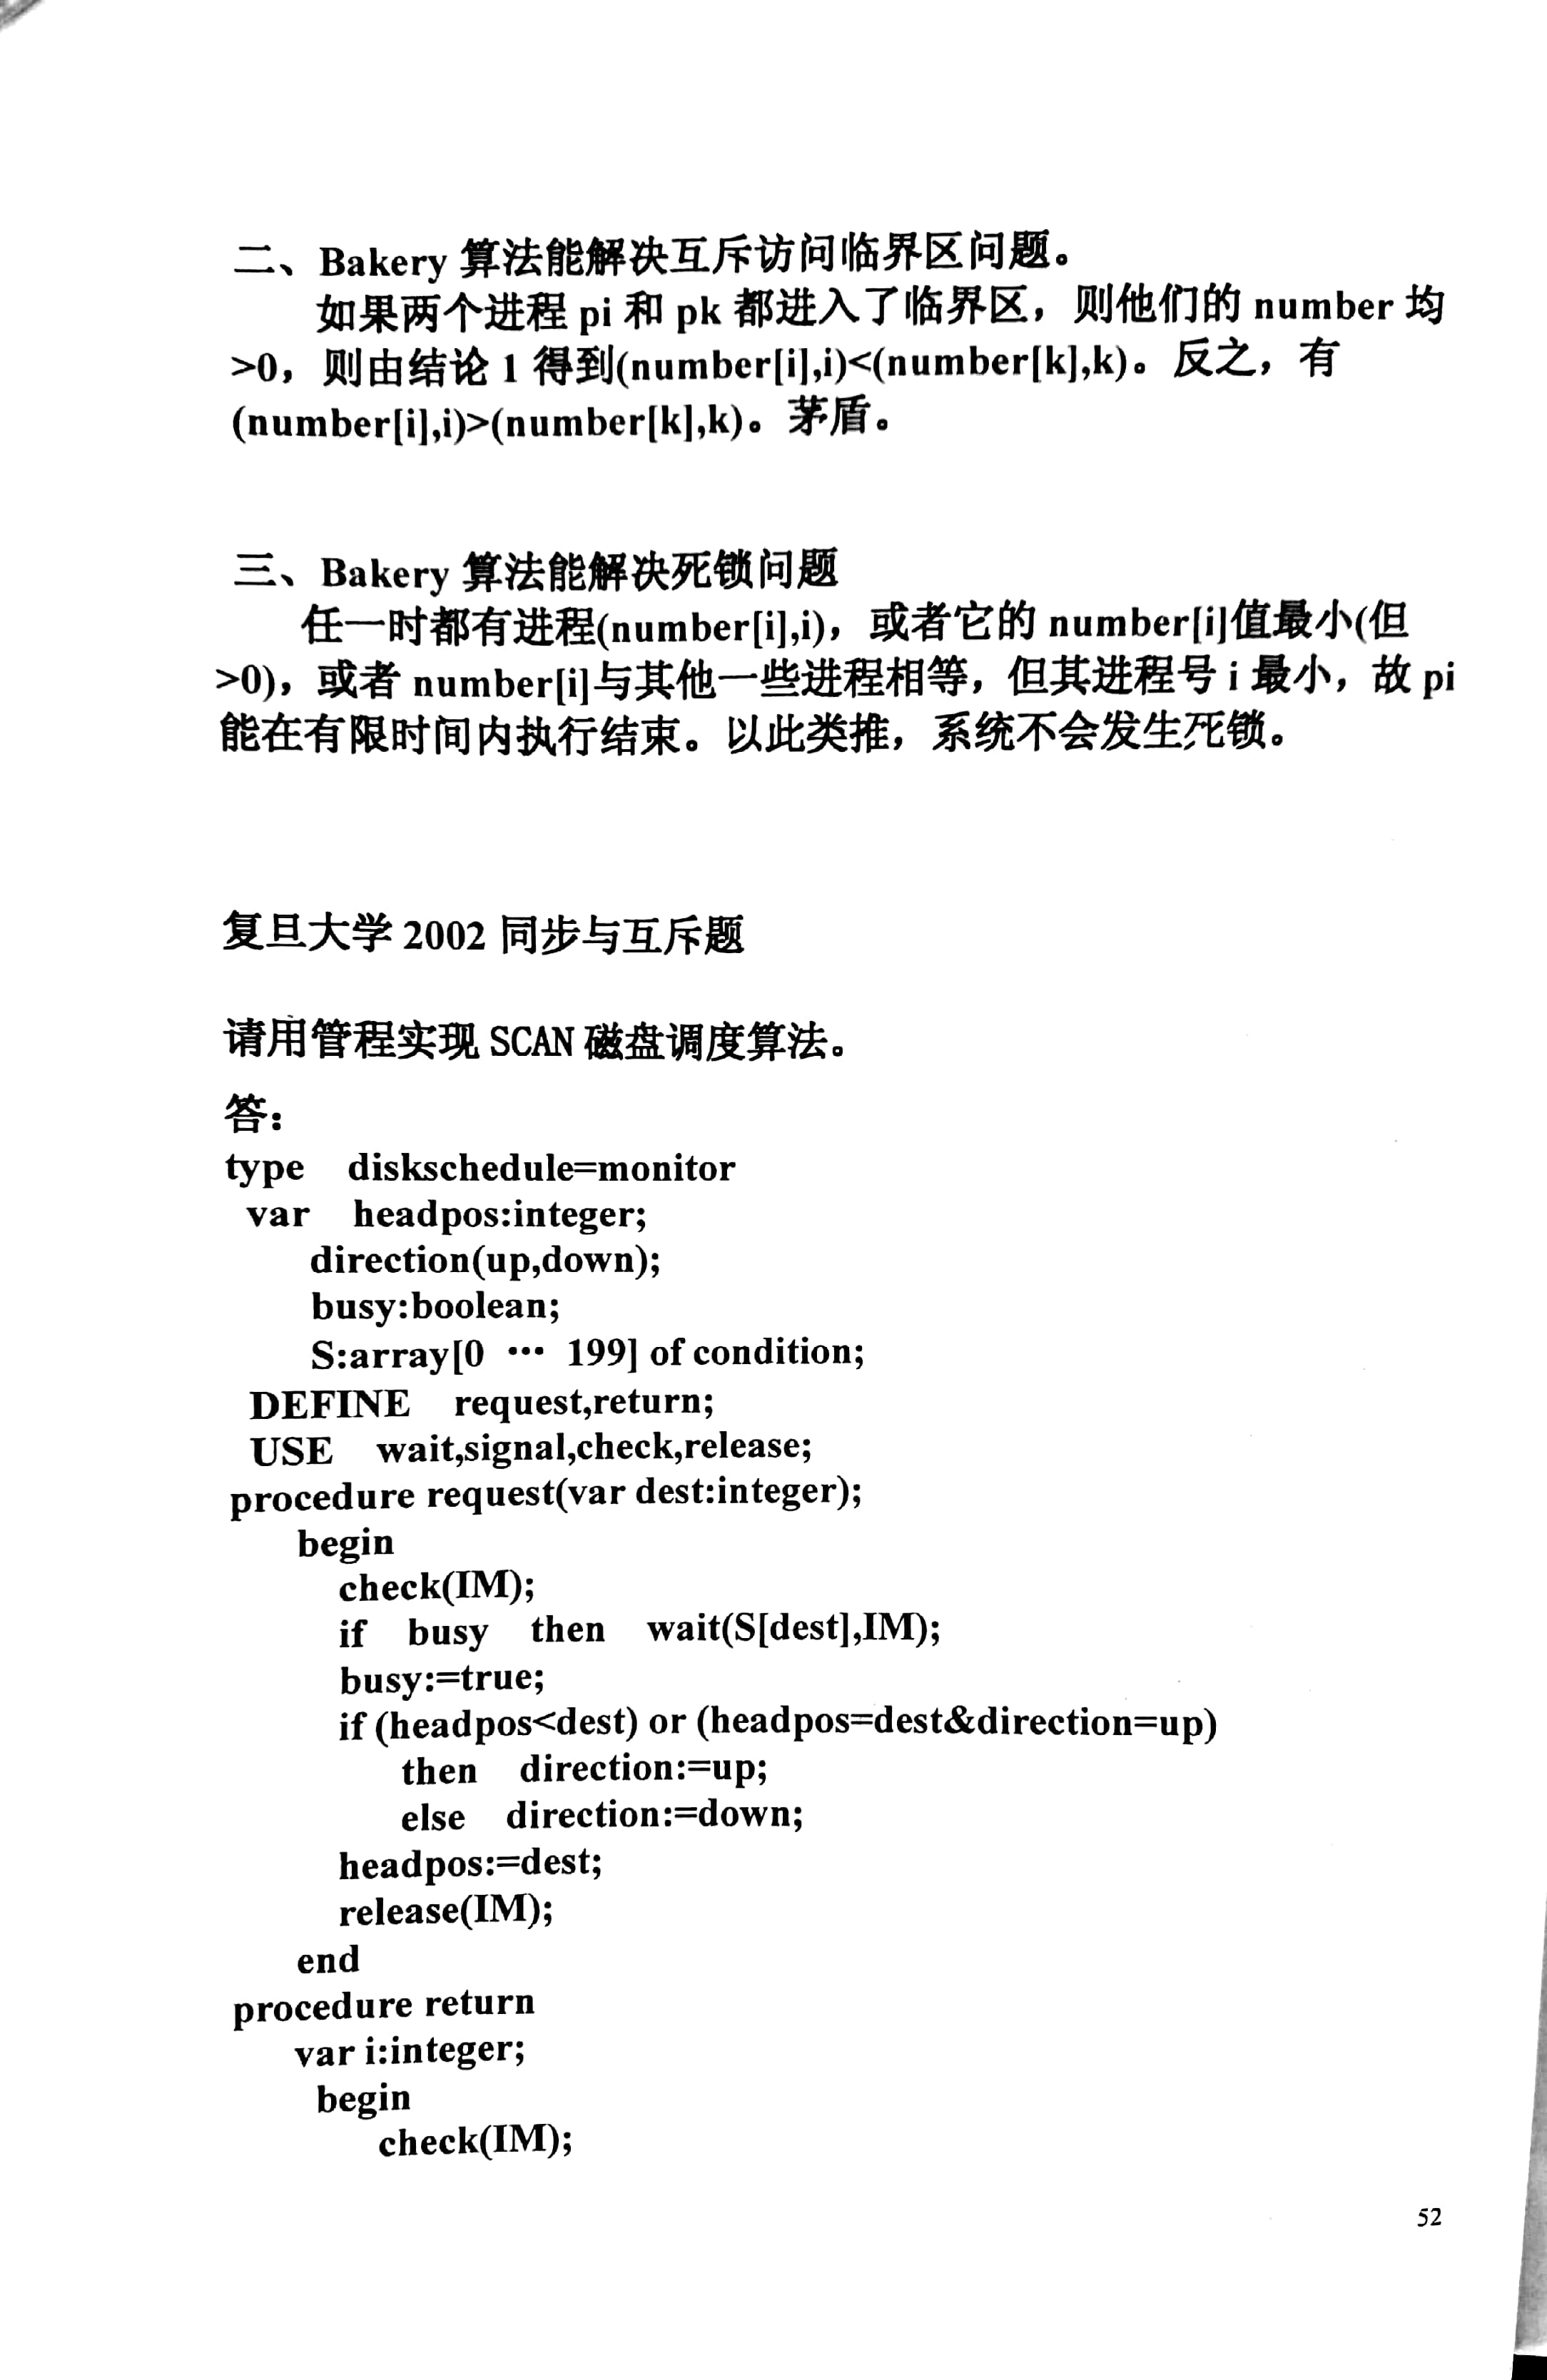 二、Bakery 算法能解决互斥访问临界区问题。
如果两个进程 pi 和 pk 都进入了临界区，则他们的 number 均
>0，则由结论 1 得到(number[i],i)<(number[k],k)。反之，有
(number[i],i)>(number[k],k)。茅盾。
三、Bakery 算法能解决死锁问题
任一时都有进程(number[i],i)，或者它的 number[i]值最小(但
>0)，或者 number[i]与其他一些进程相等，但其进程号 i 最小，故 pi
能在有限时间内执行结束。以此类推，系统不会发生死锁。
复旦大学 2002 同步与互斥题
请用管程实现 SCAN 磁盘调度算法。
答：
type diskschedule=monitor
var headpos:integer;
direction(up,down);
busy:boolean;
S:array[0 … 199] of condition;
DEFINE request,return;
USE wait,signal,check,release;
procedure request(var dest:integer);
begin
check(IM);
if busy then wait(S[dest],IM);
busy:=true;
if (headpos<dest) or (headpos=dest&direction=up)
then direction:=up;
else direction:=down;
headpos:=dest;
release(IM);
end
procedure return
var i:integer;
begin
check(IM);
52